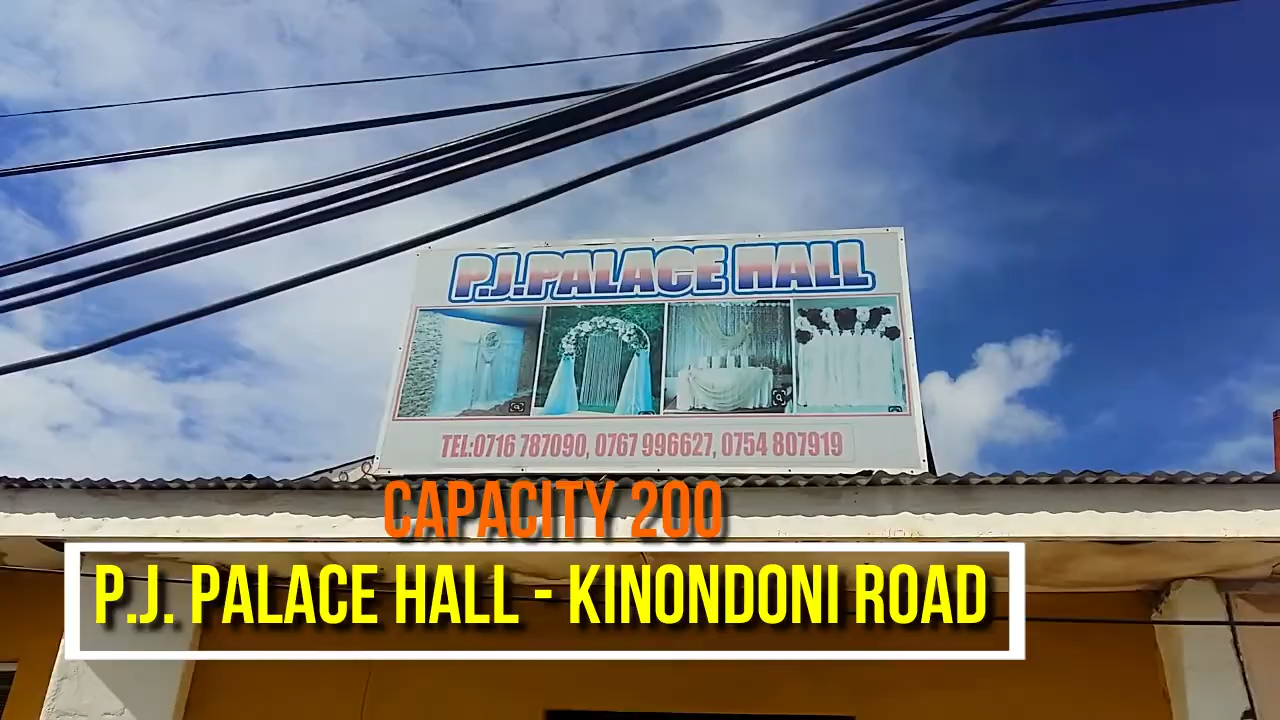 P.J.PALACE HALL
TEL:0716 787090, 0767 996627, 0754 807919
CAPACITY 200
P.J. PALACE HALL - KINONDONI ROAD